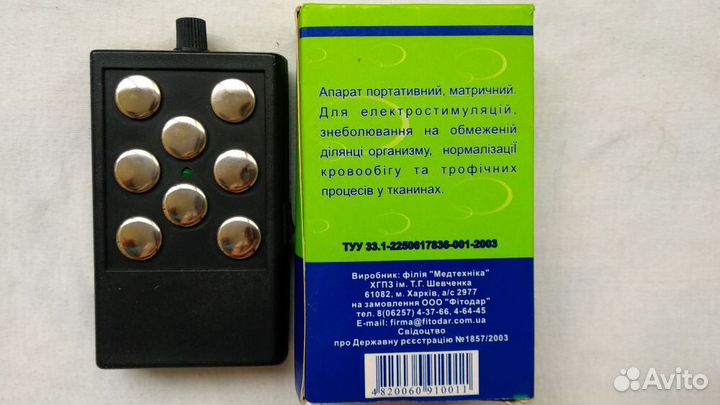 Апарат портативний, матричний.
Для електростимуляцій,
знеболювання на обмеженій
ділянці організму, нормалізації
кровообігу та трофічних
процесів у тканинах.
ТУУ 33.1-2250617836-001-2003
Виробник: філія "Медтехніка"
ХГПЗ ім. Т.Г. Шевченка
61082, м. Харків, а/с 2977
на замовлення ООО "Фітодар"
тел. 8(06257) 4-37-66, 4-64-45
E-mail: firma@fitodar.com.ua
Свідоцтво
про Державну рєєстрацію №1857/2003
4820060910011
Avito